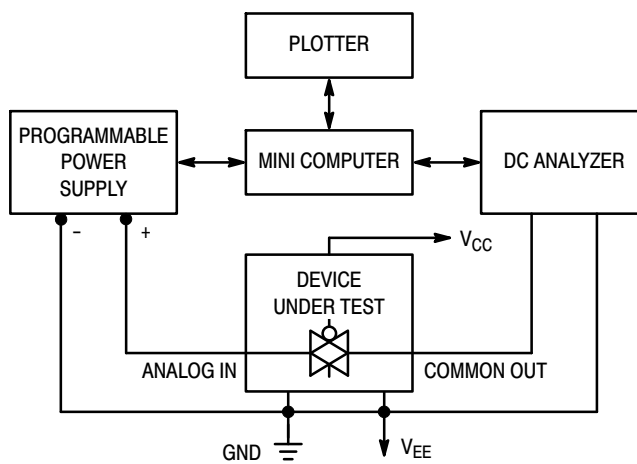 PLOTTER
PROGRAMMABLE
POWER
SUPPLY
MINI COMPUTER
DC ANALYZER
−
+
VCC
DEVICE
UNDER TEST
ANALOG IN
COMMON OUT
GND
VEE